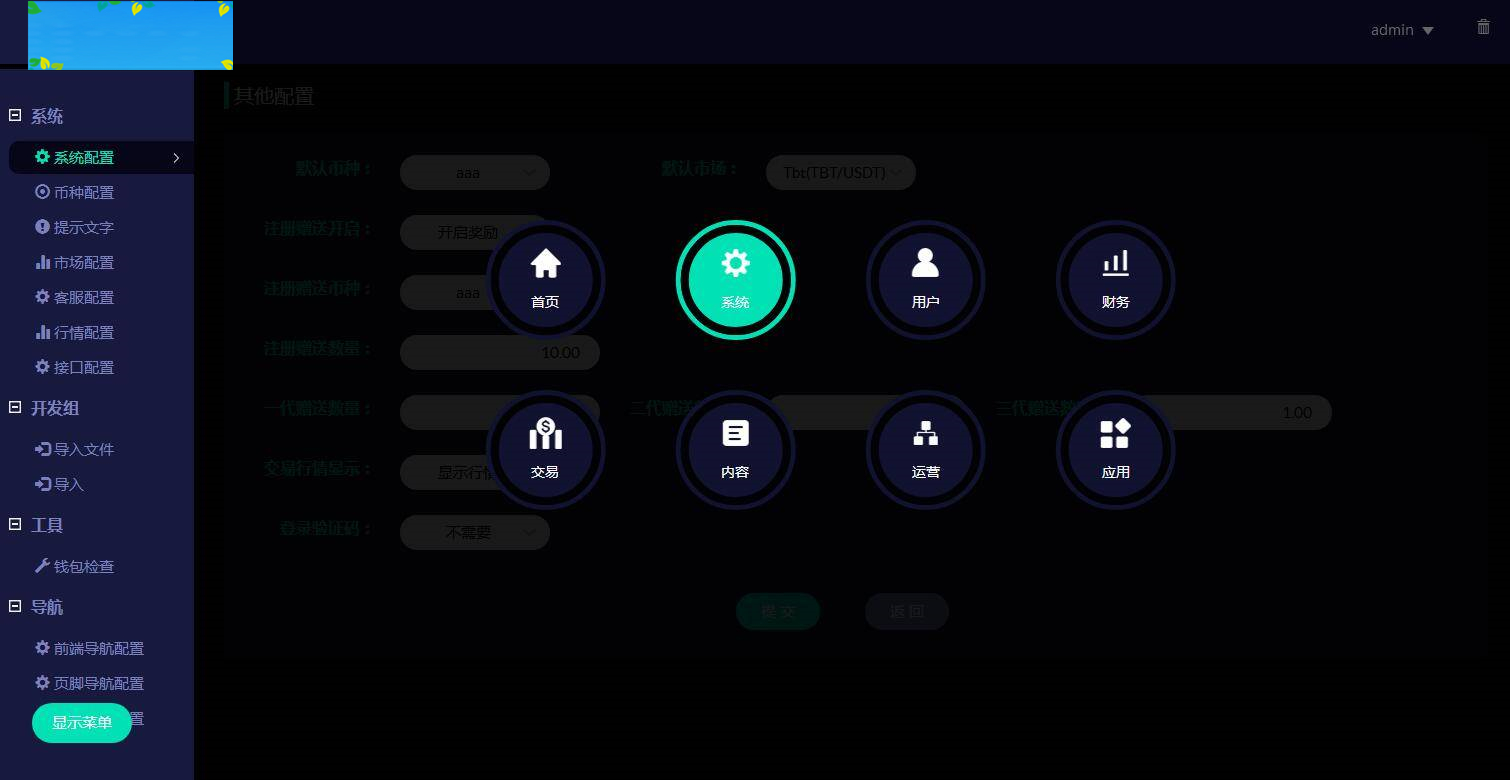 admin
系统
系统配置
币种配置
提示文字
市场配置
客服配置
行情配置
接口配置
开发组
导入文件
导入
工具
钱包检查
导航
前端导航配置
页脚导航配置
置
显示菜单
其他配置
默认币种：
aaa
默认市场：
Tbt(TBT/USDT)
注册赠送开启：
开启奖励
注册赠送币种：
aaa
注册赠送数量：
10.00
一代赠送数量：
二代赠送
三代赠送数
1.00
交易行情显示：
显示行情
登录验证码：
不需要
提 交
返 回
首页
系统
用户
财务
交易
内容
运营
应用